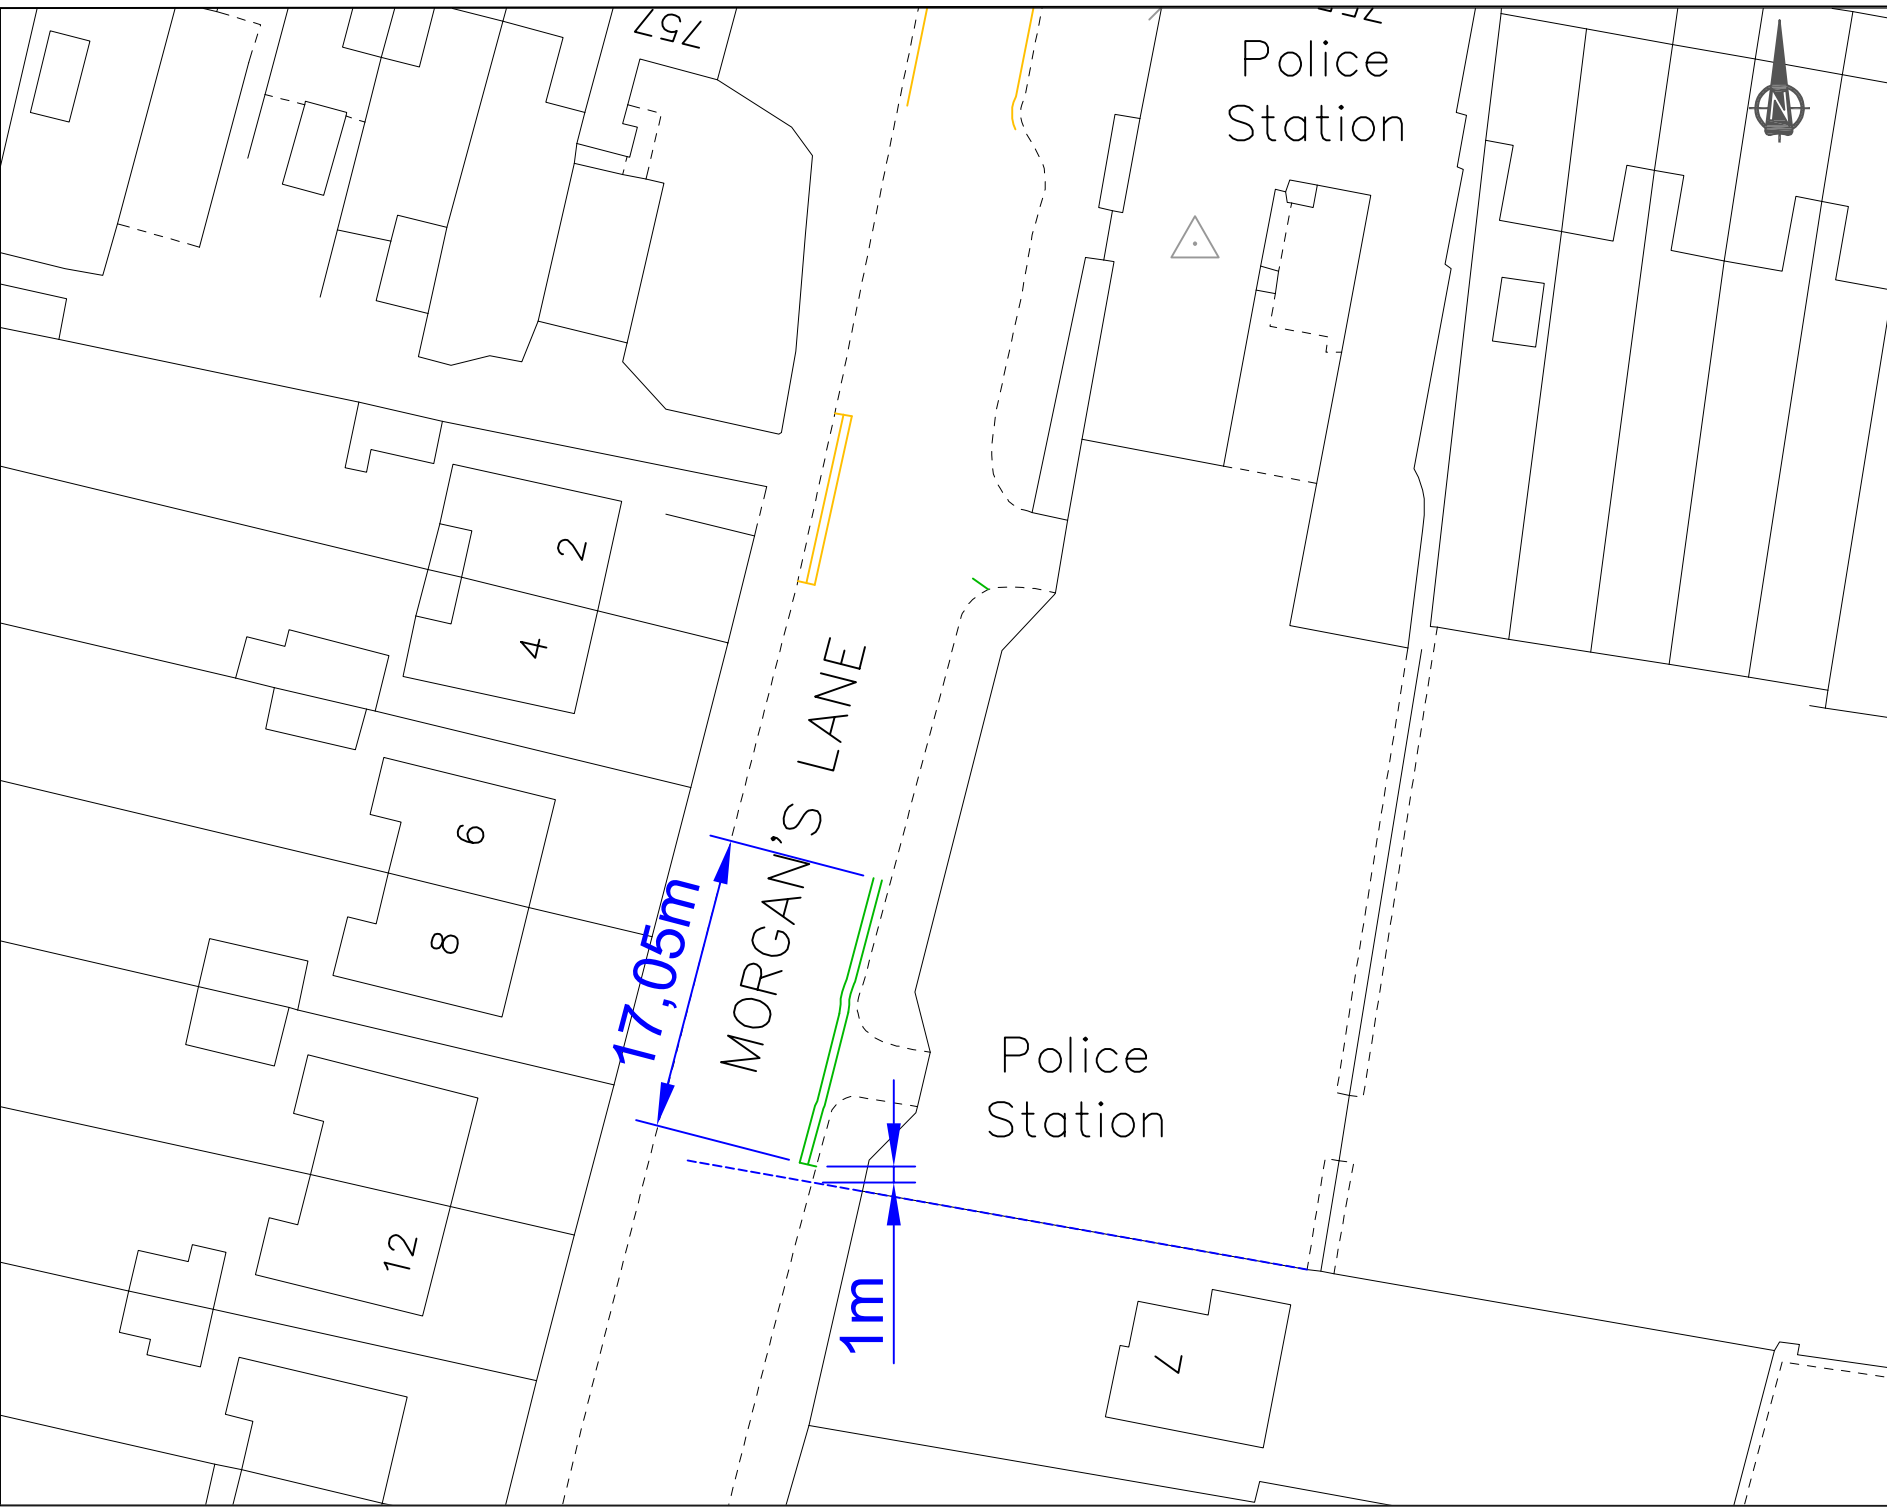 757
Police
Station
N
2
4
MORGAN'S LANE
6
8
17,05m
Police
Station
12
1m
7